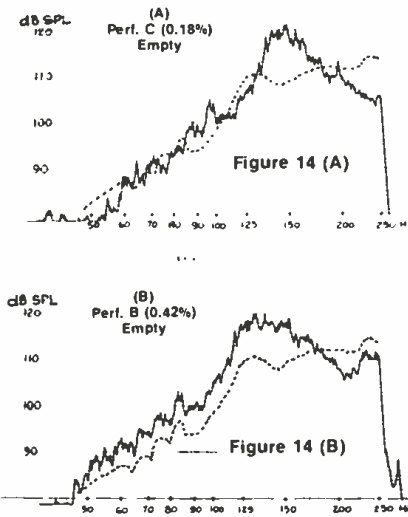 (A)
dB SPL
Perf. C (0.18%)
120
Empty
110
100
Figure 14 (A)
90
50 60 70 80 90 100 125 150 200 250 H
(B)
dB SPL
Perf. B (0.42%)
120
Empty
110
100
Figure 14 (B)
90
50 60 70 80 90 100 125 150 200 250 H